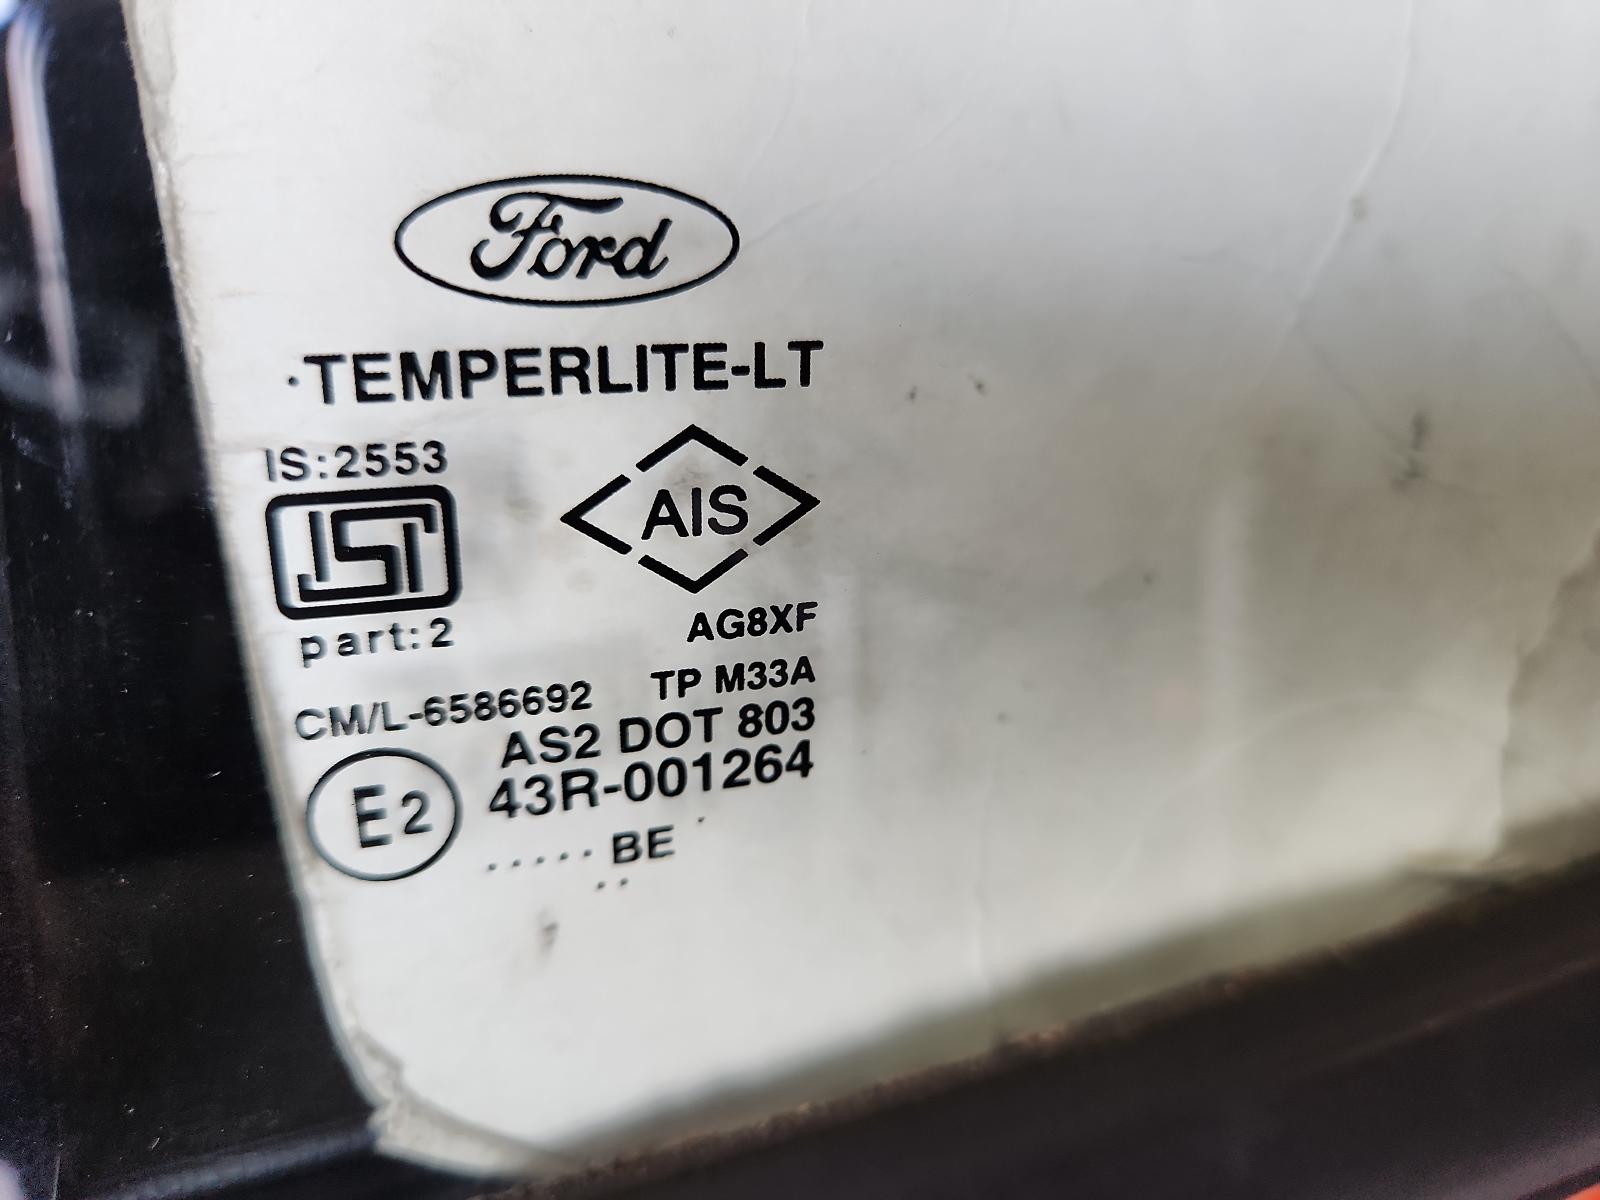 Ford
·TEMPERLITE-LT
IS:2553
ISI
AIS
part:2
AG8XF
CM/L-6586692
TP M33A
AS2 DOT 803
E2
43R-001264
·····BE·
··